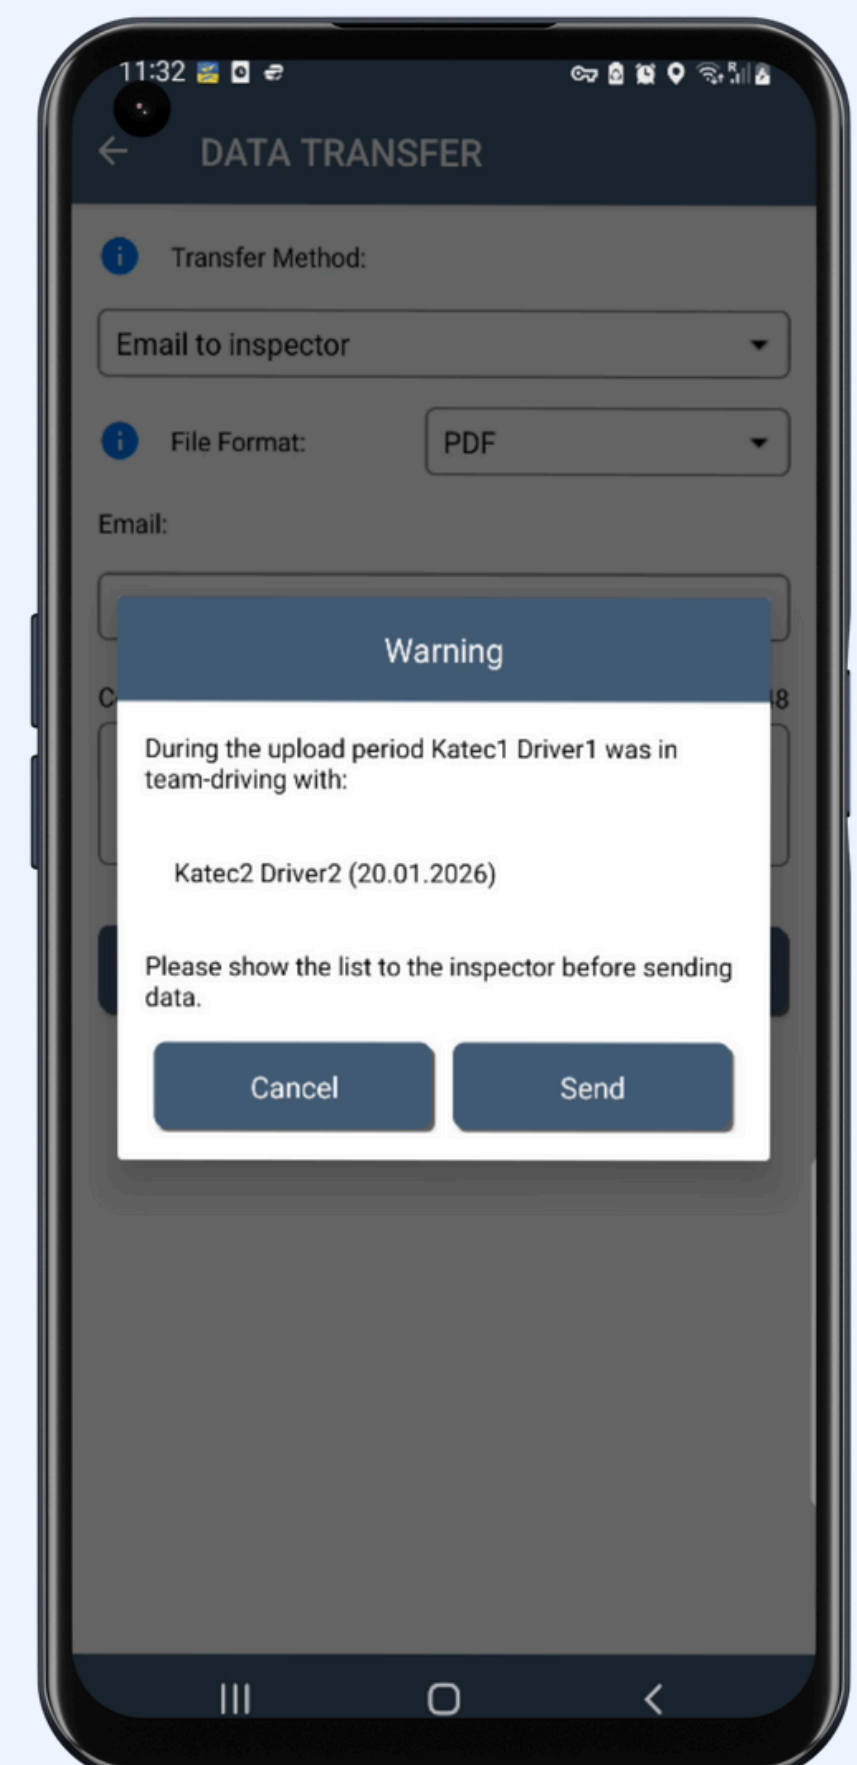 11:32
DATA TRANSFER
Transfer Method:
Email to inspector
File Format:
PDF
Email:
Warning
During the upload period Katec1 Driver1 was in
team-driving with:
Katec2 Driver2 (20.01.2026)
Please show the list to the inspector before sending
data.
Cancel
Send